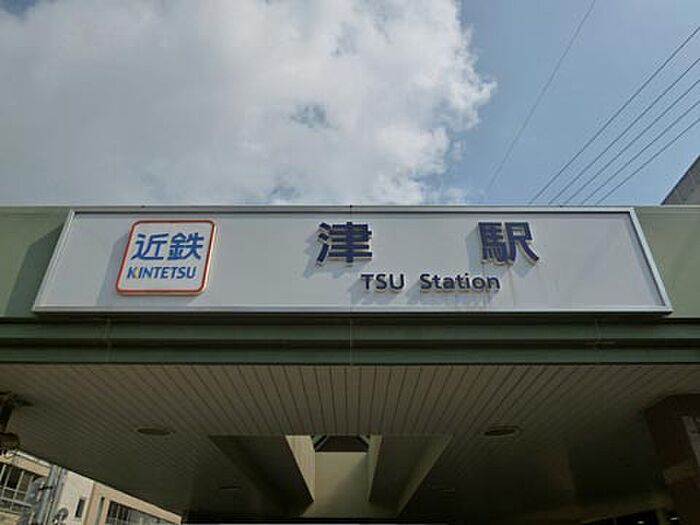 近鉄
KINTETSU
津 駅
TSU Station